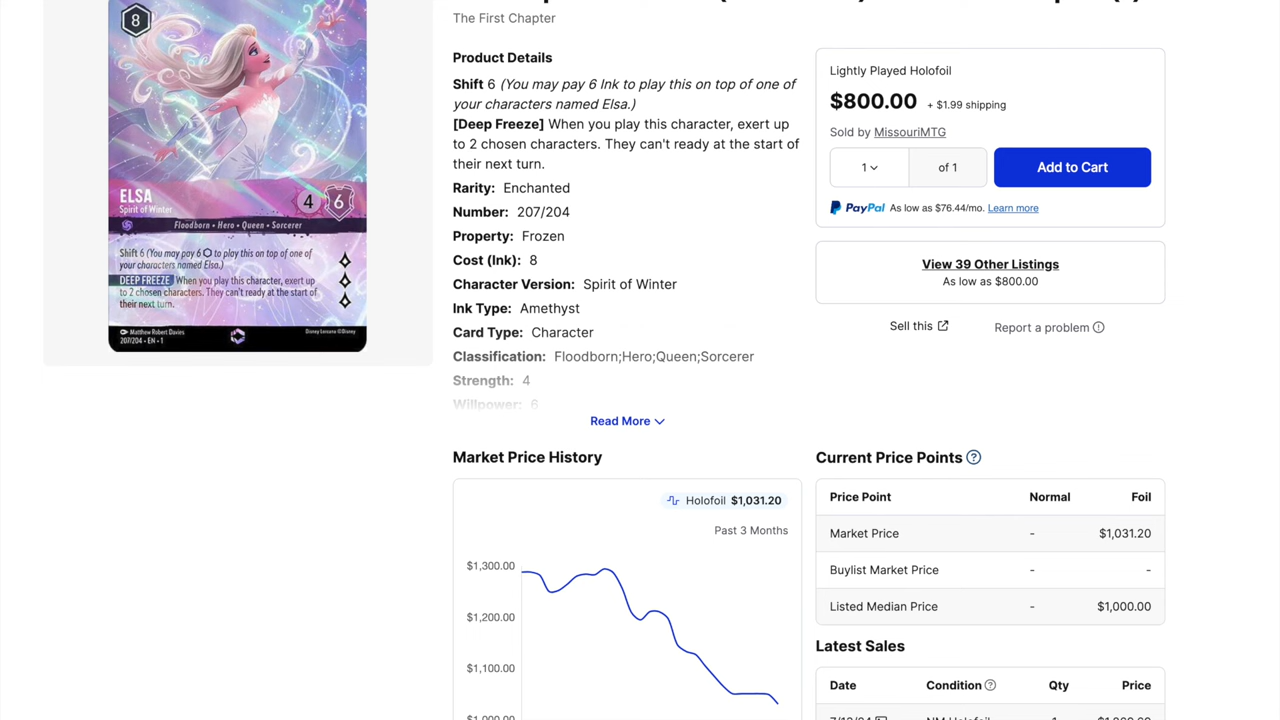 The First Chapter
8
ELSA
Spirit of Winter
4
6
Floodborn • Hero • Queen • Sorcerer
Shift 6 (You may pay 6 to play this on top of one of
your characters named Elsa.)
DEEP FREEZE When you play this character, exert up
to 2 chosen characters. They can't ready at the start of
their next turn.
Matthew Robert Davies
Disney Lorcana ©Disney
207/204 • EN • 1
Product Details
Shift 6 (You may pay 6 Ink to play this on top of one of
your characters named Elsa.)
[Deep Freeze] When you play this character, exert up
to 2 chosen characters. They can't ready at the start of
their next turn.
Rarity: Enchanted
Number: 207/204
Property: Frozen
Cost (Ink): 8
Character Version: Spirit of Winter
Ink Type: Amethyst
Card Type: Character
Classification: Floodborn;Hero;Queen;Sorcerer
Strength: 4
Willpower: 6
Read More
Lightly Played Holofoil
$800.00 + $1.99 shipping
Sold by MissouriMTG
1 of 1
Add to Cart
PayPal As low as $76.44/mo. Learn more
View 39 Other Listings
As low as $800.00
Sell this
Report a problem
Market Price History
Holofoil $1,031.20
Past 3 Months
$1,300.00
$1,200.00
$1,100.00
$1,000.00
Current Price Points
Price Point Normal Foil
Market Price - $1,031.20
Buylist Market Price - -
Listed Median Price - $1,000.00
Latest Sales
Date Condition Qty Price
NM Holofoil